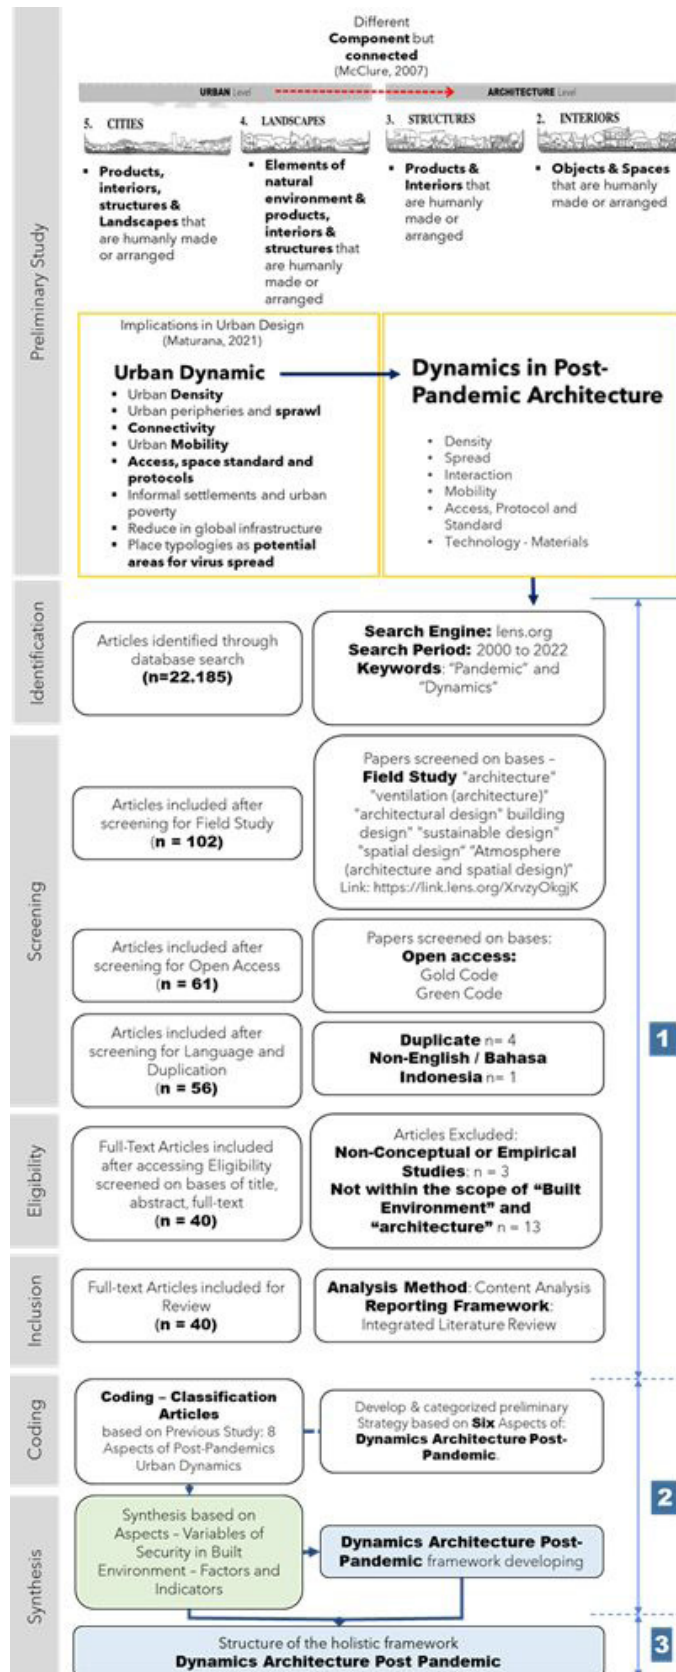 Different
Component but
connected
(McClure, 2007)
URBAN Level
ARCHITECTURE Level
5. CITIES
4. LANDSCAPES
3. STRUCTURES
2. INTERIORS
▪ Products,
interiors,
structures &
Landscapes that
are humanly made
or arranged
▪ Elements of
natural
environment &
products,
interiors &
structures that
are humanly
made or
arranged
▪ Products &
Interiors that
are humanly
made or
arranged
▪ Objects & Spaces
that are humanly
made or arranged
Preliminary Study
Implications in Urban Design
(Maturana, 2021)
Urban Dynamic
▪ Urban Density
▪ Urban peripheries and sprawl
▪ Connectivity
▪ Urban Mobility
▪ Access, space standard and
protocols
▪ Informal settlements and urban
poverty
▪ Reduce in global infrastructure
▪ Place typologies as potential
areas for virus spread
Dynamics in Post-
Pandemic Architecture
• Density
• Spread
• Interaction
• Mobility
• Access, Protocol and
Standard
• Technology - Materials
Identification
Articles identified through
database search
(n=22.185)
Search Engine: lens.org
Search Period: 2000 to 2022
Keywords: "Pandemic" and
"Dynamics"
Screening
Articles included after
screening for Field Study
(n = 102)
Papers screened on bases –
Field Study "architecture"
"ventilation (architecture)"
"architectural design" building
design" "sustainable design"
"spatial design" "Atmosphere
(architecture and spatial design)"
Link: https://link.lens.org/XrvzyOkgjK
Articles included after
screening for Open Access
(n = 61)
Papers screened on bases:
Open access:
Gold Code
Green Code
Articles included after
screening for Language and
Duplication
(n = 56)
Duplicate n= 4
Non-English / Bahasa
Indonesia n= 1
1
Eligibility
Full-Text Articles included
after accessing Eligibility
screened on bases of title,
abstract, full-text
(n = 40)
Articles Excluded:
Non-Conceptual or Empirical
Studies: n = 3
Not within the scope of "Built
Environment" and
"architecture" n = 13
Inclusion
Full-text Articles included for
Review
(n = 40)
Analysis Method: Content Analysis
Reporting Framework:
Integrated Literature Review
Coding
Coding – Classification
Articles
based on Previous Study: 8
Aspects of Post-Pandemics
Urban Dynamics
Develop & categorized preliminary
Strategy based on Six Aspects of:
Dynamics Architecture Post-
Pandemic.
2
Synthesis
Synthesis based on
Aspects – Variables of
Security in Built
Environment – Factors and
Indicators
Dynamics Architecture Post-
Pandemic framework developing
Structure of the holistic framework
Dynamics Architecture Post Pandemic
3